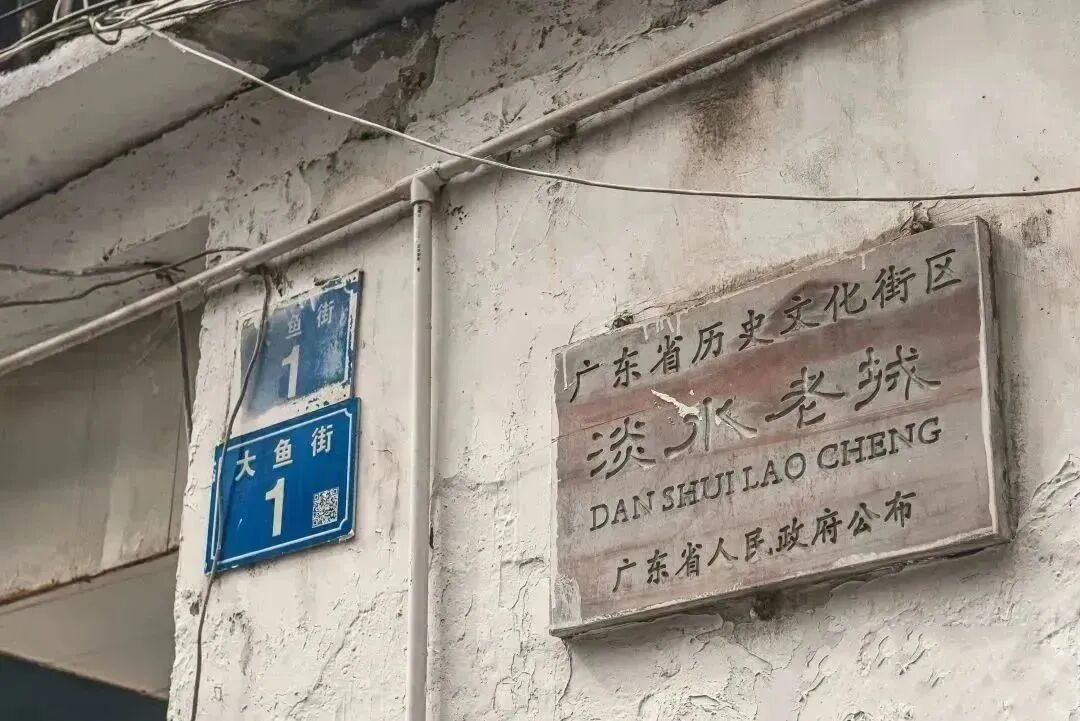 鱼街
1
大鱼街
1
广东省历史文化街区
淡水老城
DAN SHUI LAO CHENG
广东省人民政府公布